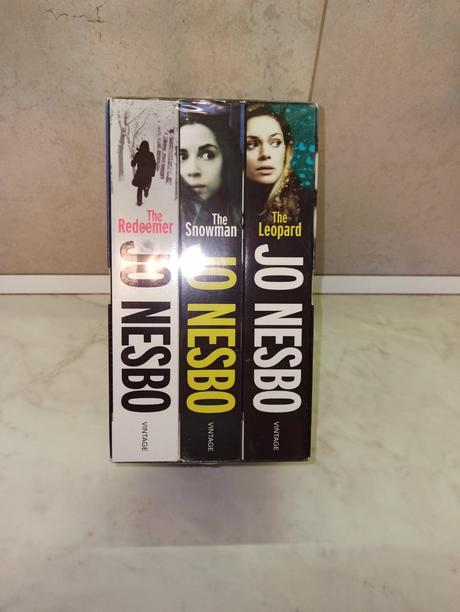 The
Redeemer
JO NESBO
VINTAGE
The
Snowman
JO NESBO
VINTAGE
The
Leopard
JO NESBO
VINTAGE